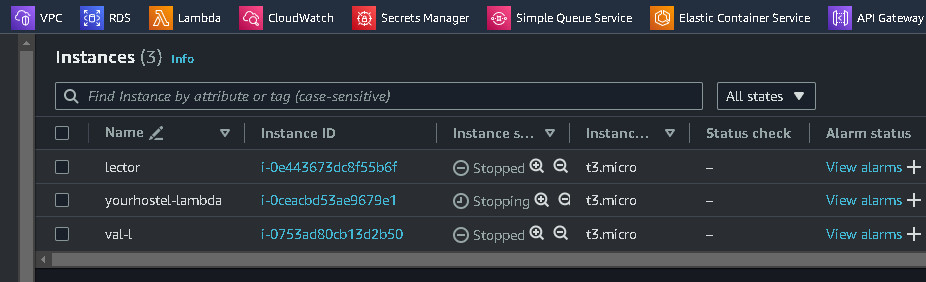 VPC RDS Lambda CloudWatch Secrets Manager Simple Queue Service Elastic Container Service API Gateway
Instances (3) Info
Find Instance by attribute or tag (case-sensitive) All states
Name Instance ID Instance s... Instanc... Status check Alarm status
lector i-0e443673dc8f55b6f Stopped t3.micro – View alarms +
yourhostel-lambda i-0ceacbd53ae9679e1 Stopping t3.micro – View alarms +
val-l i-0753ad80cb13d2b50 Stopped t3.micro – View alarms +